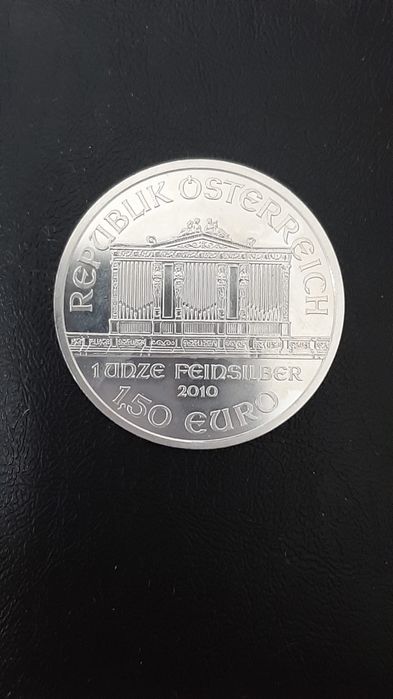 REPUBLIK ÖSTERREICH
1 UNZE FEINSILBER
2010
1,50 EURO